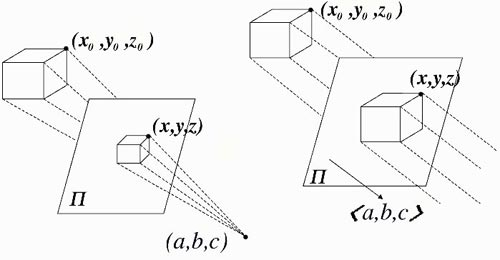 (x₀ ,y₀ ,z₀ )
(x,y,z)
Π
(a,b,c)
(x₀ ,y₀ ,z₀ )
(x,y,z)
Π
<a,b,c>